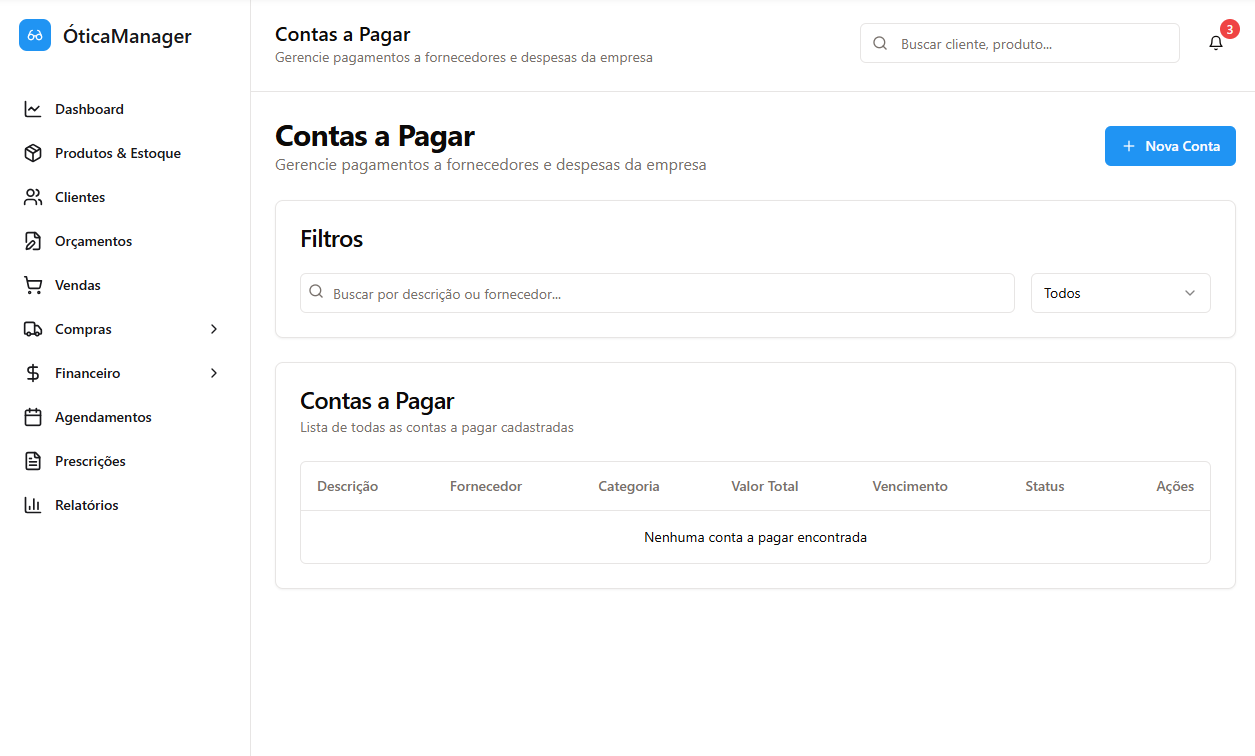 ÓticaManager
Dashboard
Produtos & Estoque
Clientes
Orçamentos
Vendas
Compras
Financeiro
Agendamentos
Prescrições
Relatórios
Contas a Pagar
Gerencie pagamentos a fornecedores e despesas da empresa
Buscar cliente, produto...
3
Contas a Pagar
Gerencie pagamentos a fornecedores e despesas da empresa
Nova Conta
Filtros
Buscar por descrição ou fornecedor...
Todos
Contas a Pagar
Lista de todas as contas a pagar cadastradas
Descrição Fornecedor Categoria Valor Total Vencimento Status Ações
Nenhuma conta a pagar encontrada